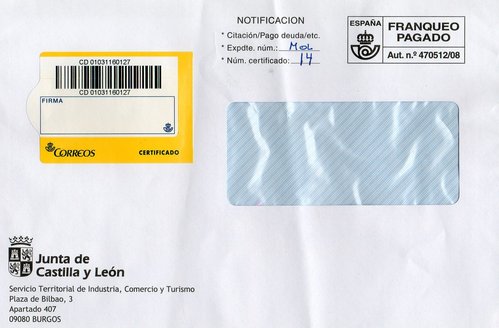 NOTIFICACION
* Citación/Pago deuda/etc.
* Expdte. núm.: MOL
* Núm. certificado: 14
ESPAÑA
FRANQUEO
PAGADO
Aut. n.º 470512/08
CD 01031160127
CD 01031160127
FIRMA
CORREOS
CERTIFICADO
Junta de
Castilla y León
Servicio Territorial de Industria, Comercio y Turismo
Plaza de Bilbao, 3
Apartado 407
09080 BURGOS